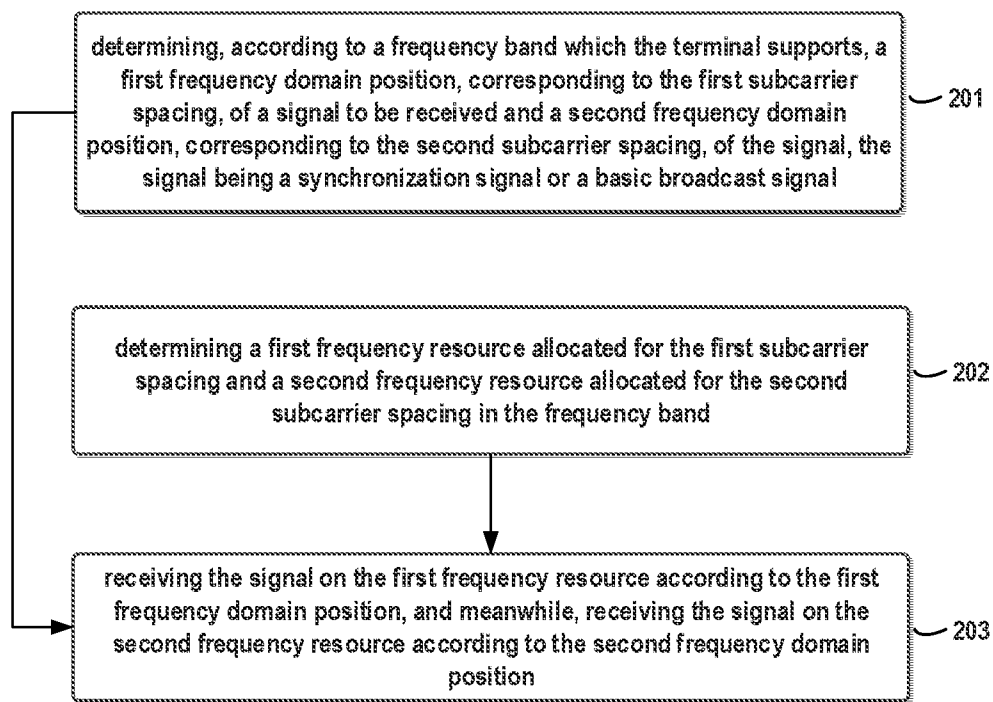 determining, according to a frequency band which the terminal supports, a
first frequency domain position, corresponding to the first subcarrier
spacing, of a signal to be received and a second frequency domain
position, corresponding to the second subcarrier spacing, of the signal, the
signal being a synchronization signal or a basic broadcast signal
201
determining a first frequency resource allocated for the first subcarrier
spacing and a second frequency resource allocated for the second
subcarrier spacing in the frequency band
202
receiving the signal on the first frequency resource according to the first
frequency domain position, and meanwhile, receiving the signal on the
second frequency resource according to the second frequency domain
position
203